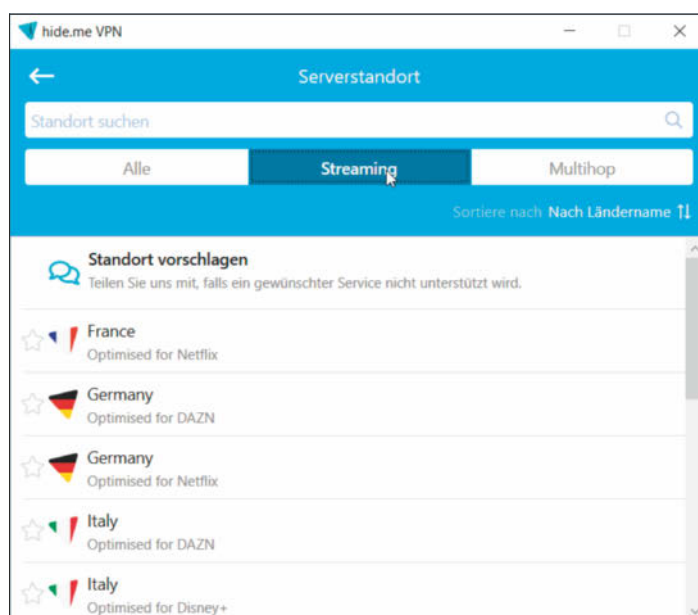 hide.me VPN
Serverstandort
Standort suchen
Alle
Streaming
Multihop
Sortiere nach Nach Ländername
Standort vorschlagen
Teilen Sie uns mit, falls ein gewünschter Service nicht unterstützt wird.
France
Optimised for Netflix
Germany
Optimised for DAZN
Germany
Optimised for Netflix
Italy
Optimised for DAZN
Italy
Optimised for Disney+